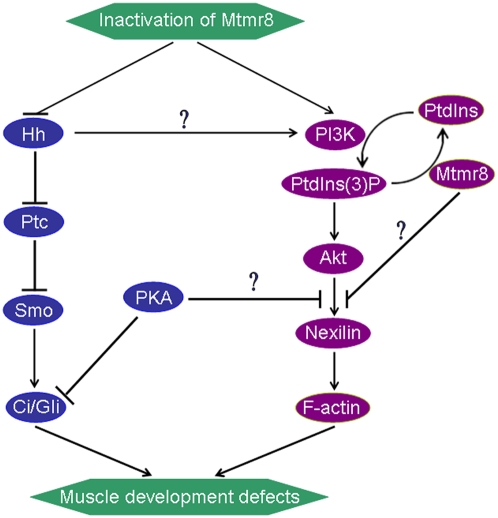 Inactivation of Mtmr8
?
Hh
PI3K
PtdIns
PtdIns(3)P
Mtmr8
?
Ptc
Akt
?
PKA
Smo
Nexilin
Ci/Gli
F-actin
Muscle development defects